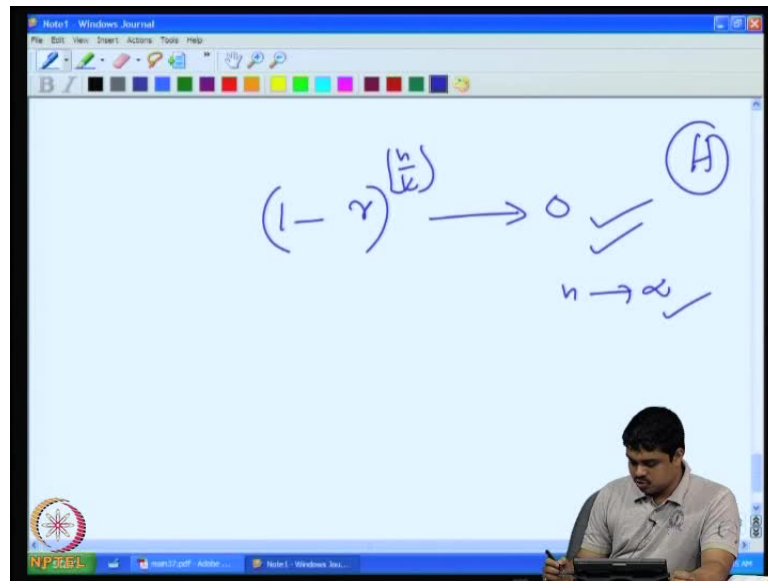 Note1 - Windows Journal
File Edit View Insert Actions Tools Help
B I
(1 - r)^(n/k) → 0 ✓✓
H
n → α ✓
NPTEL
main37.pdf - Adobe ...
Note1 - Windows Jou...
AM